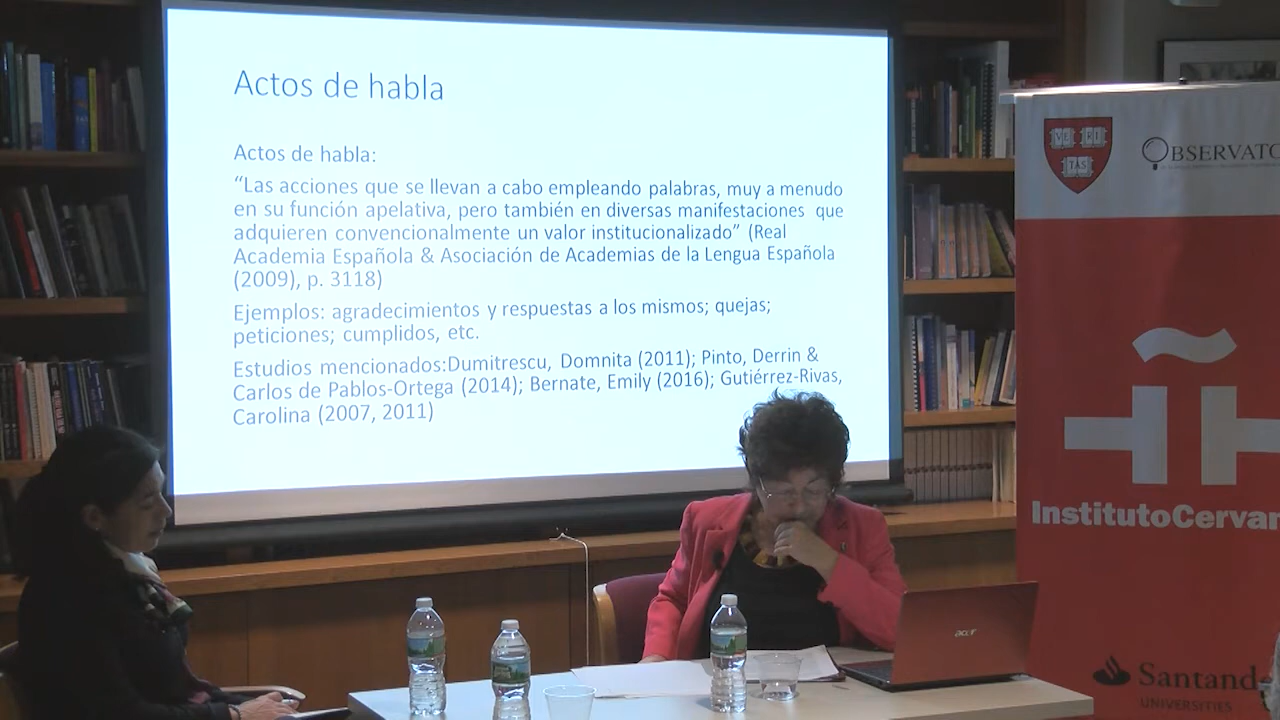 Actos de habla
Actos de habla:
“Las acciones que se llevan a cabo empleando palabras, muy a menudo
en su función apelativa, pero también en diversas manifestaciones que
adquieren convencionalmente un valor institucionalizado” (Real
Academia Española & Asociación de Academias de la Lengua Española
(2009), p. 3118)
Ejemplos: agradecimientos y respuestas a los mismos; quejas;
peticiones; cumplidos, etc.
Estudios mencionados:Dumitrescu, Domnita (2011); Pinto, Derrin &
Carlos de Pablos-Ortega (2014); Bernate, Emily (2016); Gutiérrez-Rivas,
Carolina (2007, 2011)
VE RI
TAS
OBSERVATO
InstitutoCervan
acer
Santand
UNIVERSITIES